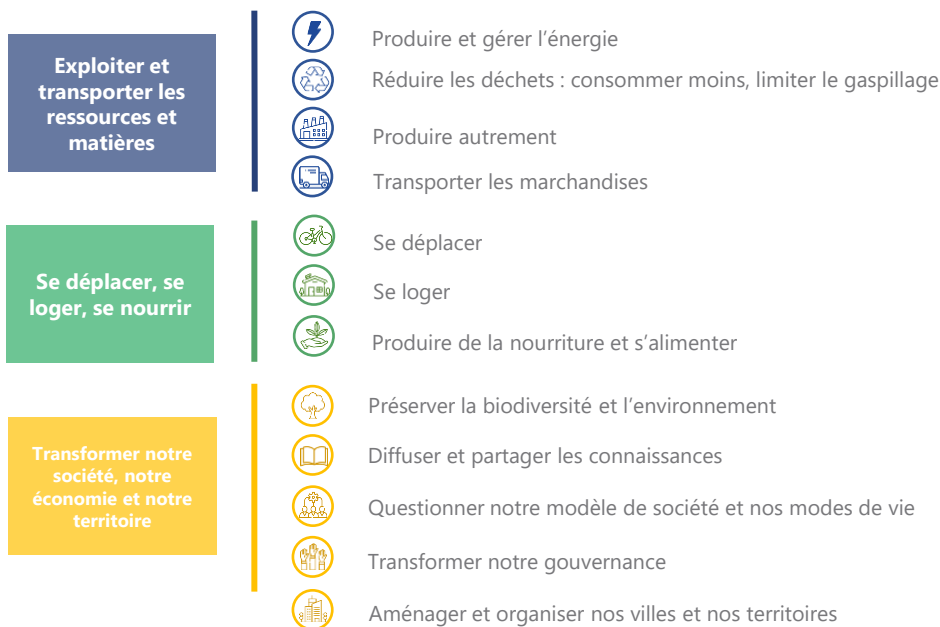 Exploiter et
transporter les
ressources et
matières
Produire et gérer l’énergie
Réduire les déchets : consommer moins, limiter le gaspillage
Produire autrement
Transporter les marchandises
Se déplacer, se
loger, se nourrir
Se déplacer
Se loger
Produire de la nourriture et s’alimenter
Transformer notre
société, notre
économie et notre
territoire
Préserver la biodiversité et l’environnement
Diffuser et partager les connaissances
Questionner notre modèle de société et nos modes de vie
Transformer notre gouvernance
Aménager et organiser nos villes et nos territoires